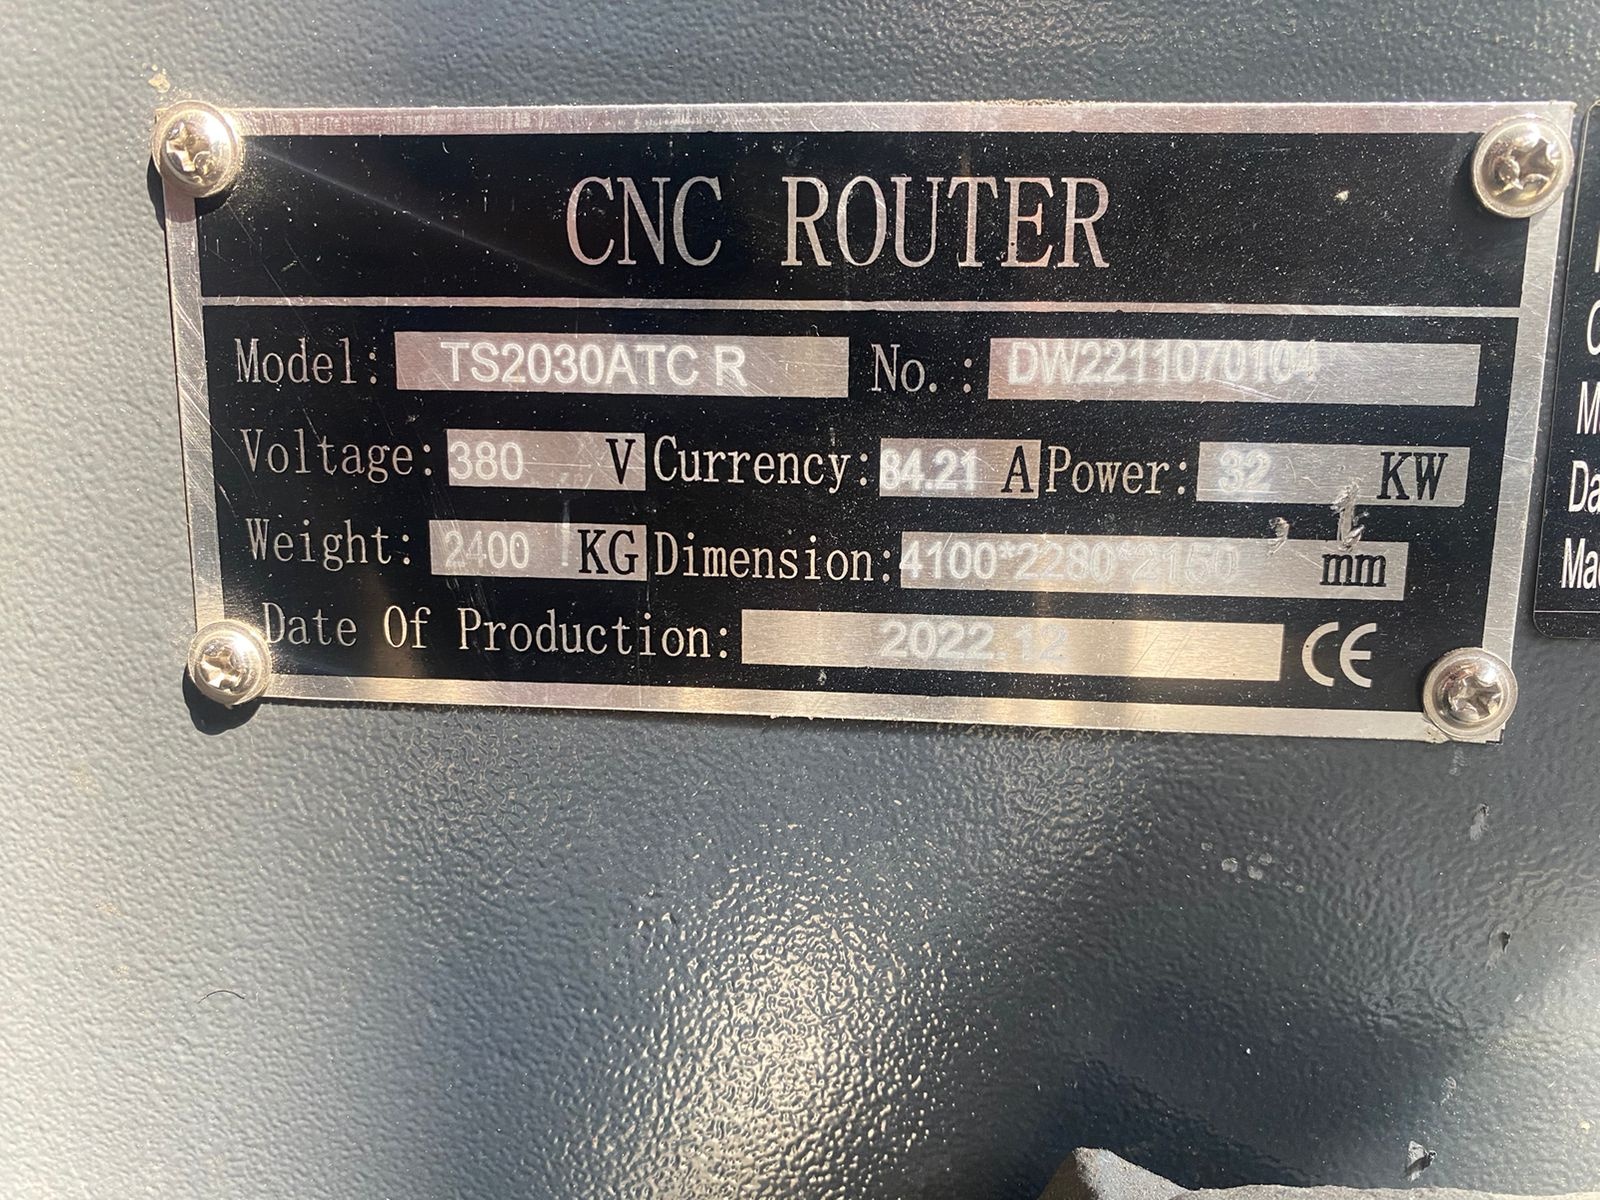 CNC ROUTER
Model: TS2030ATC R No.: DW2211070104
Voltage: 380 V Currency: 84.21 A Power: 32 KW
Weight: 2400 KG Dimension: 4100*2280*2150 mm
Date Of Production: 2022.12 CE